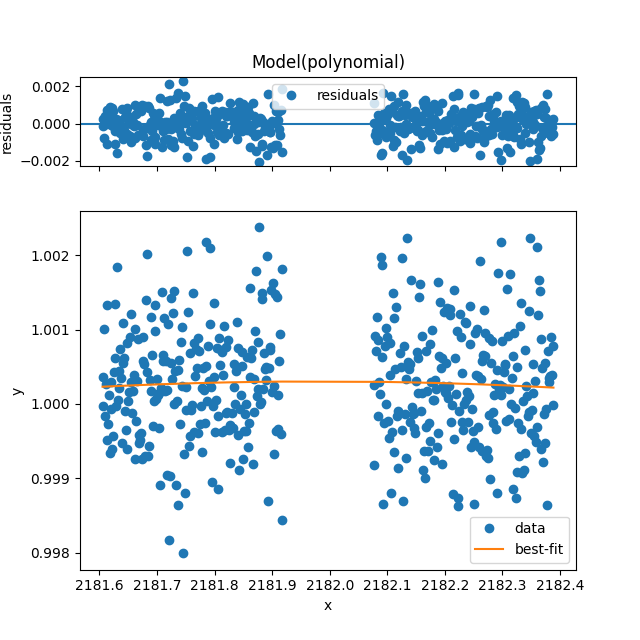 Model(polynomial)
0.002
0.000
−0.002
residuals
residuals
1.002
1.001
1.000
0.999
0.998
y
data
best-fit
2181.6 2181.7 2181.8 2181.9 2182.0 2182.1 2182.2 2182.3 2182.4
x